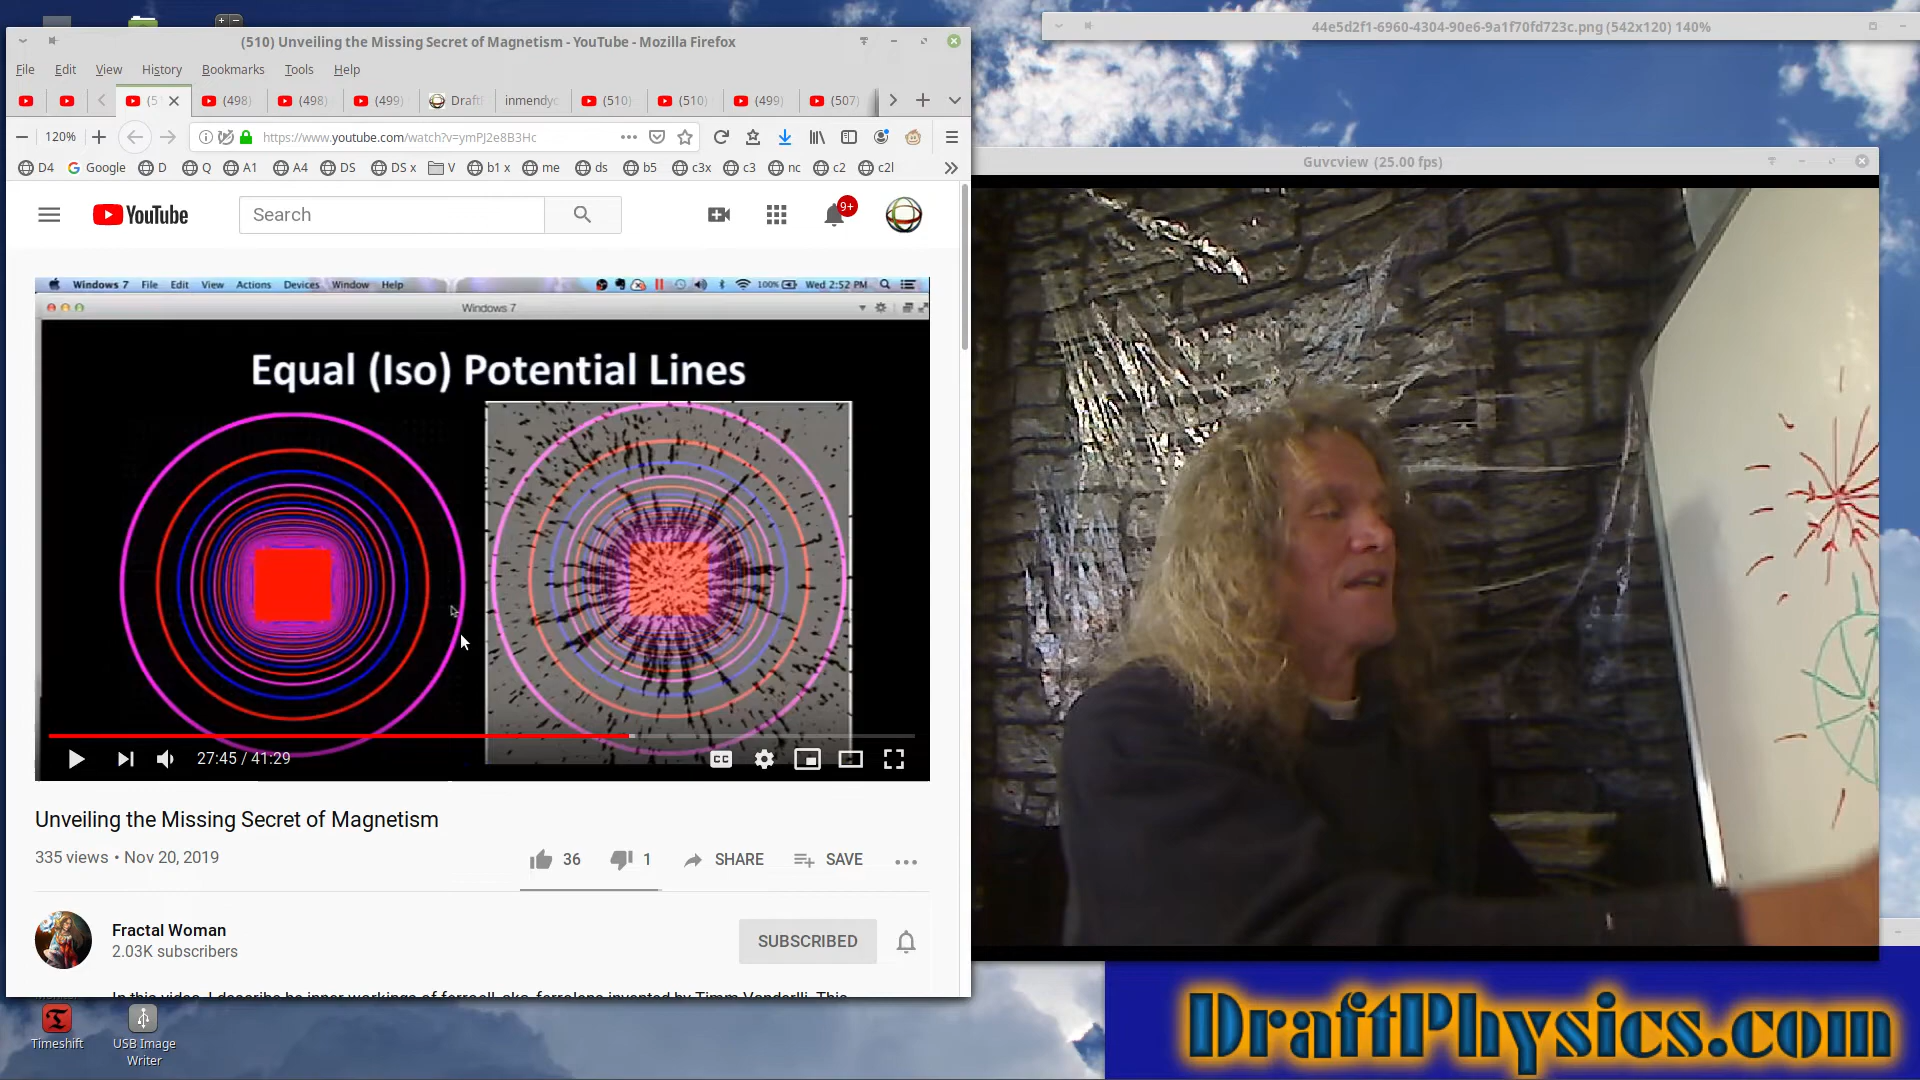 (510) Unveiling the Missing Secret of Magnetism - YouTube - Mozilla Firefox
44e5d2f1-6960-4304-90e6-9a1f70fd723c.png (542x120) 140%
File Edit View History Bookmarks Tools Help
(5 (498) (498) (499) Draft inmendy (510) (510) (499) (507)
120% https://www.youtube.com/watch?v=ymPJ2e8B3Hc
Guvcview (25.00 fps)
D4 Google D Q A1 A4 DS DS x V b1 x me ds b5 c3x c3 nc c2 c2l
YouTube Search 9+
Windows 7 File Edit View Actions Devices Window Help 100% Wed 2:52 PM
Windows 7
Equal (Iso) Potential Lines
27:45 / 41:29 CC
Unveiling the Missing Secret of Magnetism
335 views • Nov 20, 2019 36 1 SHARE SAVE
Fractal Woman
2.03K subscribers
SUBSCRIBED
Timeshift
USB Image Writer
DraftPhysics.com